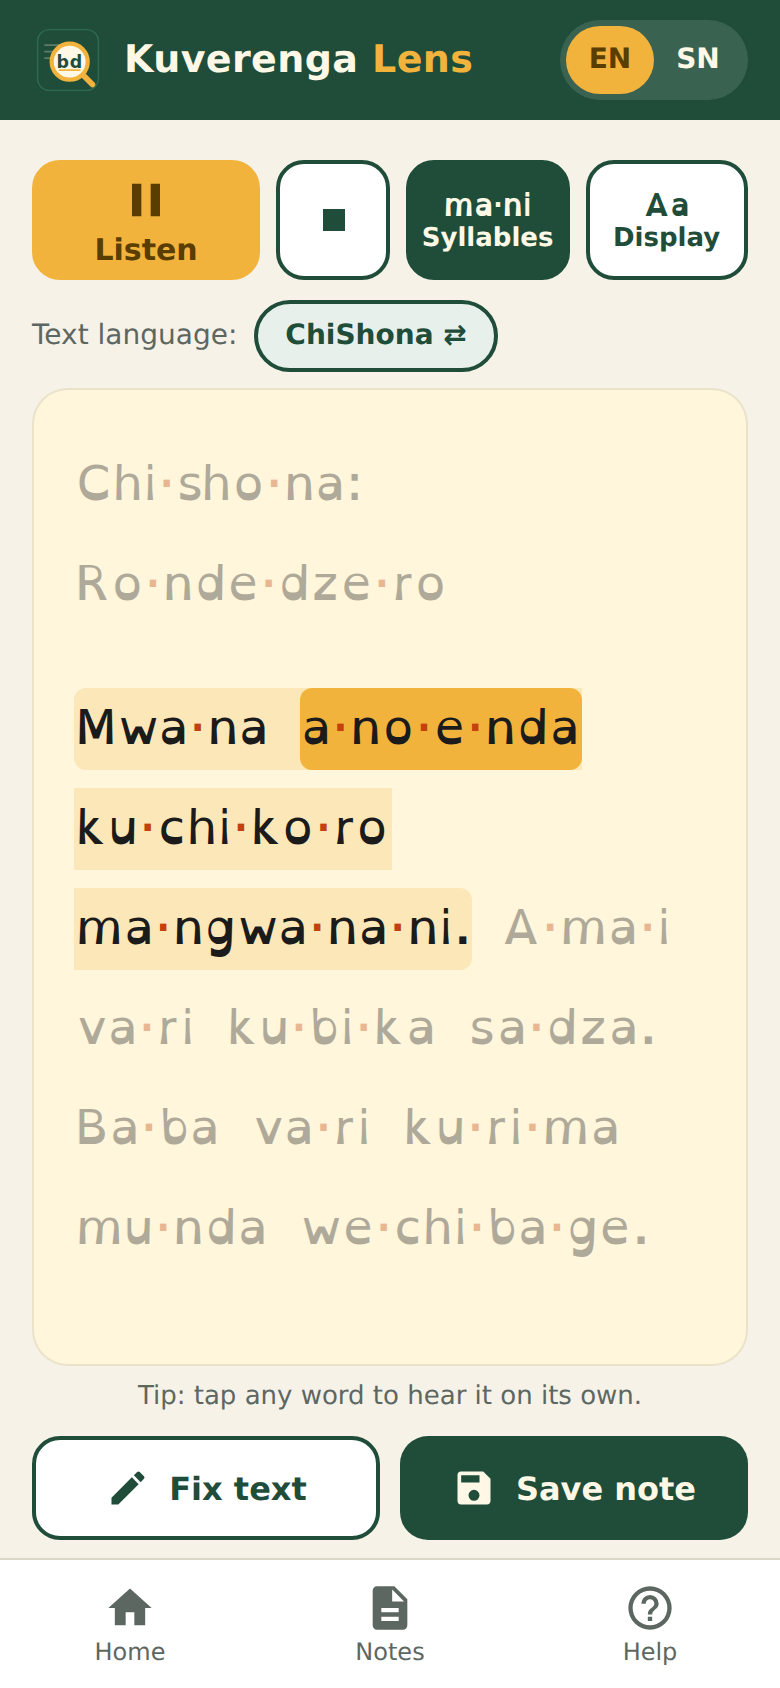 bd
Kuverenga Lens
EN SN
Listen
ma·ni
Syllables
Aa
Display
Text language: ChiShona ⇄
Chi·sho·na:
Ro·nde·dze·ro
Mwa·na a·no·e·nda
ku·chi·ko·ro
ma·ngwa·na·ni. A·ma·i
va·ri ku·bi·ka sa·dza.
Ba·ba va·ri ku·ri·ma
mu·nda we·chi·ba·ge.
Tip: tap any word to hear it on its own.
Fix text
Save note
Home
Notes
Help